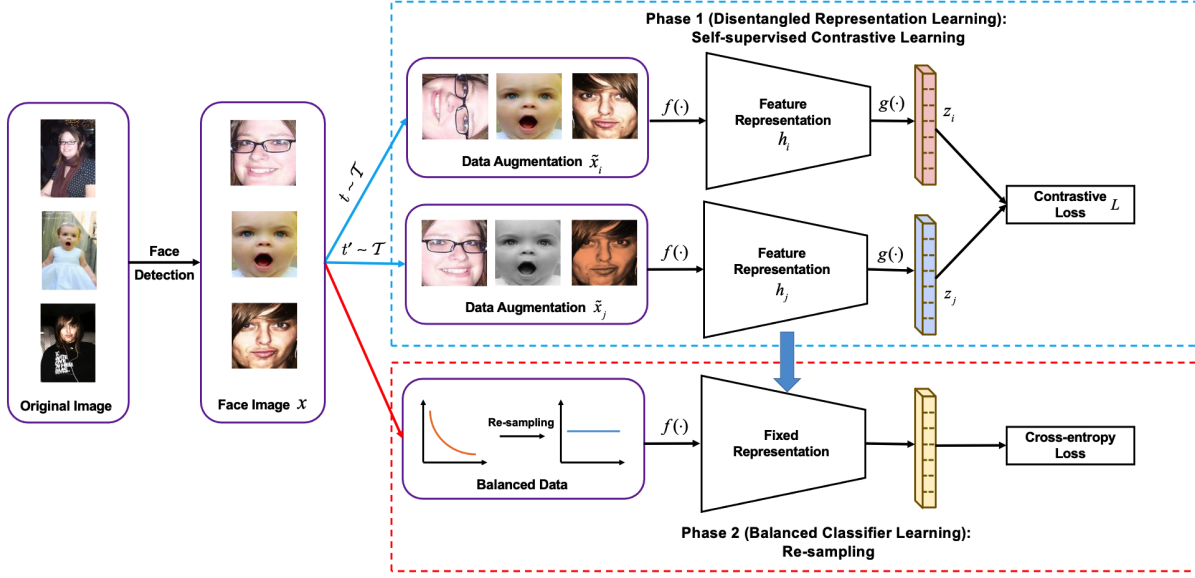 Phase 1 (Disentangled Representation Learning):
Self-supervised Contrastive Learning
Original Image
Face
Detection
Face Image x
t ~ 𝒯
t′ ~ 𝒯
Data Augmentation x̃ᵢ
f(·)
Feature
Representation
hᵢ
g(·)
zᵢ
Data Augmentation x̃ⱼ
f(·)
Feature
Representation
hⱼ
g(·)
zⱼ
Contrastive
Loss L
Re-sampling
Balanced Data
f(·)
Fixed
Representation
Cross-entropy
Loss
Phase 2 (Balanced Classifier Learning):
Re-sampling